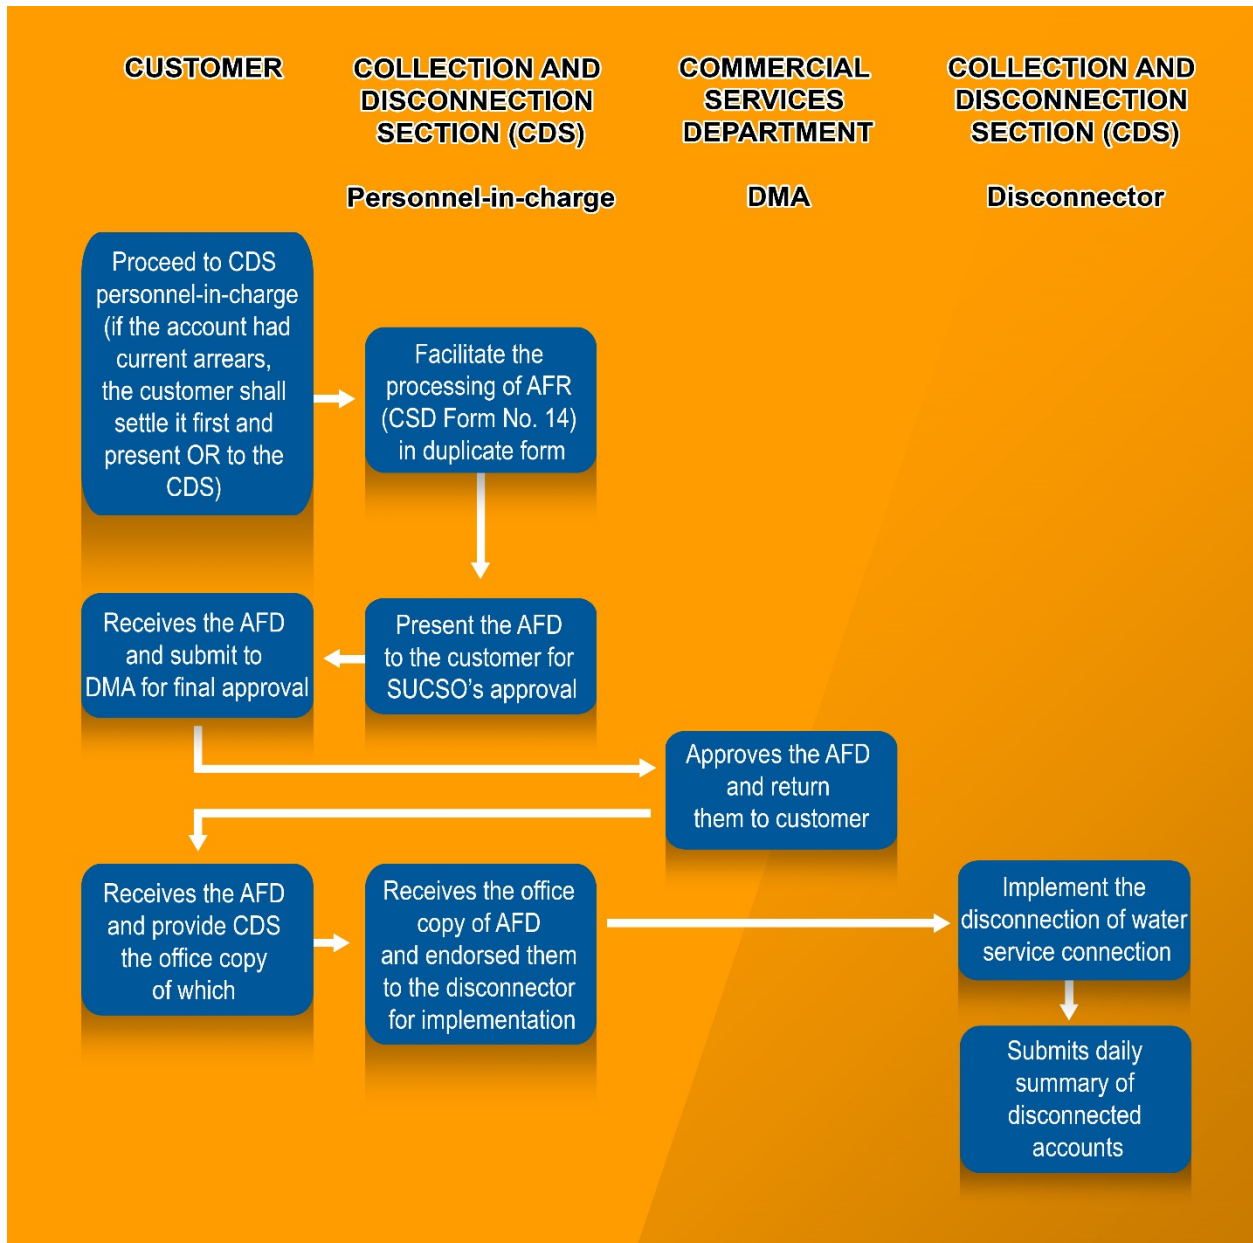 CUSTOMER
COLLECTION AND
DISCONNECTION
SECTION (CDS)
Personnel-in-charge
COMMERCIAL
SERVICES
DEPARTMENT
DMA
COLLECTION AND
DISCONNECTION
SECTION (CDS)
Disconnector
Proceed to CDS
personnel-in-charge
(if the account had
current arrears,
the customer shall
settle it first and
present OR to the
CDS)
Facilitate the
processing of AFR
(CSD Form No. 14)
in duplicate form
Present the AFD
to the customer for
SUCSO's approval
Receives the AFD
and submit to
DMA for final approval
Approves the AFD
and return
them to customer
Receives the AFD
and provide CDS
the office copy
of which
Receives the office
copy of AFD
and endorsed them
to the disconnector
for implementation
Implement the
disconnection of water
service connection
Submits daily
summary of
disconnected
accounts